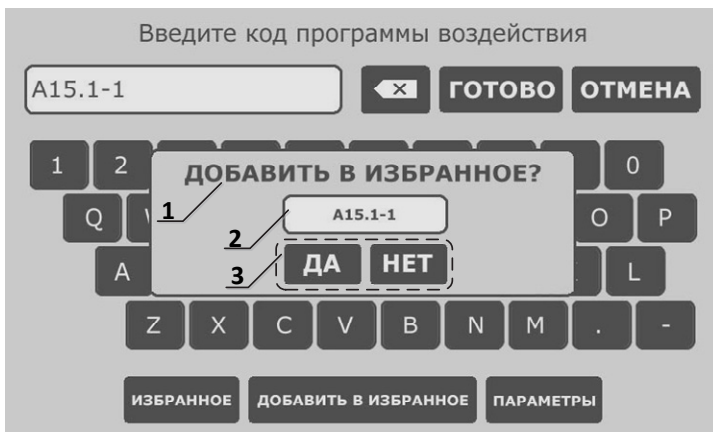 Введите код программы воздействия
A15.1-1 ГОТОВО ОТМЕНА
1 2 0
ДОБАВИТЬ В ИЗБРАННОЕ?
1
Q O P
A15.1-1
2
A L
ДА НЕТ
3
Z X C V B N M . -
ИЗБРАННОЕ ДОБАВИТЬ В ИЗБРАННОЕ ПАРАМЕТРЫ